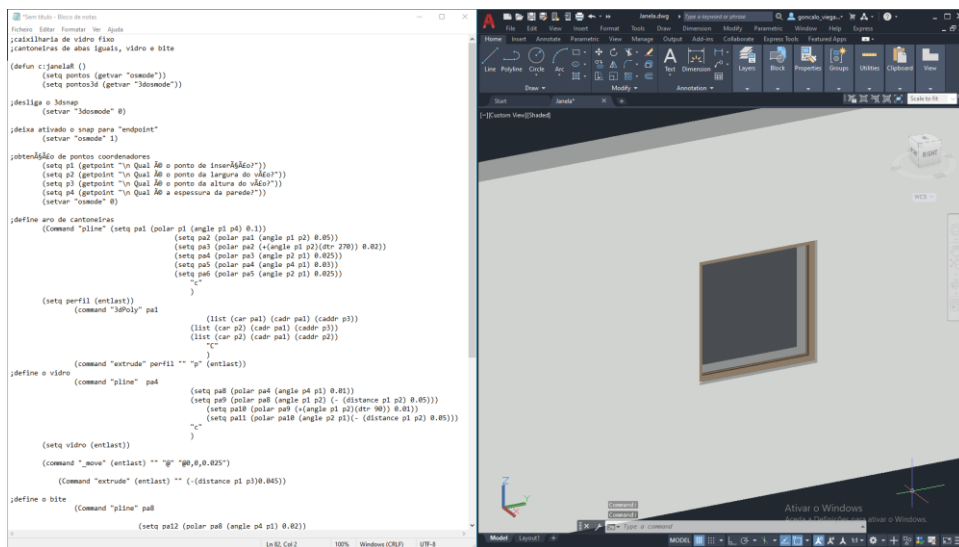 *Sem título - Bloco de notas
Ficheiro Editar Formatar Ver Ajuda
;caixilharia de vidro fixo
;cantoneiras de abas iguais, vidro e bite
(defun c:janelaR ()
(setq pontos (getvar "osmode"))
(setq pontos3d (getvar "3dosmode"))
;desliga o 3dsnap
(setvar "3dosmode" 0)
;deixa ativado o snap para "endpoint"
(setvar "osmode" 1)
;obtenÃ§Ã£o de pontos coordenadores
(setq p1 (getpoint "\n Qual Ã© o ponto de inserÃ§Ã£o?"))
(setq p2 (getpoint "\n Qual Ã© o ponto da largura do vÃ£o?"))
(setq p3 (getpoint "\n Qual Ã© o ponto da altura do vÃ£o?"))
(setq p4 (getpoint "\n Qual Ã© a espessura da parede?"))
(setvar "osmode" 0)
;define aro de cantoneiras
(Command "pline" (setq pa1 (polar p1 (angle p1 p4) 0.1))
(setq pa2 (polar pa1 (angle p1 p2) 0.05))
(setq pa3 (polar pa2 (+(angle p1 p2)(dtr 270)) 0.02))
(setq pa4 (polar pa3 (angle p2 p1) 0.025))
(setq pa5 (polar pa4 (angle p4 p1) 0.03))
(setq pa6 (polar pa5 (angle p2 p1) 0.025))
"c"
)
(setq perfil (entlast))
(command "3dPoly" pa1
(list (car pa1) (cadr pa1) (caddr p3))
(list (car p2) (cadr pa1) (caddr p3))
(list (car p2) (cadr pa1) (caddr p2))
"C"
)
(command "extrude" perfil "" "p" (entlast))
;define o vidro
(command "pline" pa4
(setq pa8 (polar pa4 (angle p4 p1) 0.01))
(setq pa9 (polar pa8 (angle p1 p2) (- (distance p1 p2) 0.05)))
(setq pa10 (polar pa9 (+(angle p1 p2)(dtr 90)) 0.01))
(setq pa11 (polar pa10 (angle p2 p1)(- (distance p1 p2) 0.05)))
"c"
)
(setq vidro (entlast))
(command "_move" (entlast) "" "@" "@0,0,0.025")
(Command "extrude" (entlast) "" (-(distance p1 p3)0.045))
;define o bite
(Command "pline" pa8
(setq pa12 (polar pa8 (angle p4 p1) 0.02))
Ln 82, Col 2 100% Windows (CRLF) UTF-8
Janela.dwg Type a keyword or phrase goncalo_viega...
File Edit View Insert Format Tools Draw Dimension Modify Parametric Window Help Express
Home Insert Annotate Parametric View Manage Output Add-ins Collaborate Express Tools Featured Apps
Line Polyline Circle Arc Text Dimension Layers Block Properties Groups Utilities Clipboard View
Draw Modify Annotation
Start Janela* Scale to fit
[-][Custom View][Shaded]
RIGHT
WCS
Z
Command:
Command:
Type a command
Ativar o Windows
Model Layout1 +
MODEL